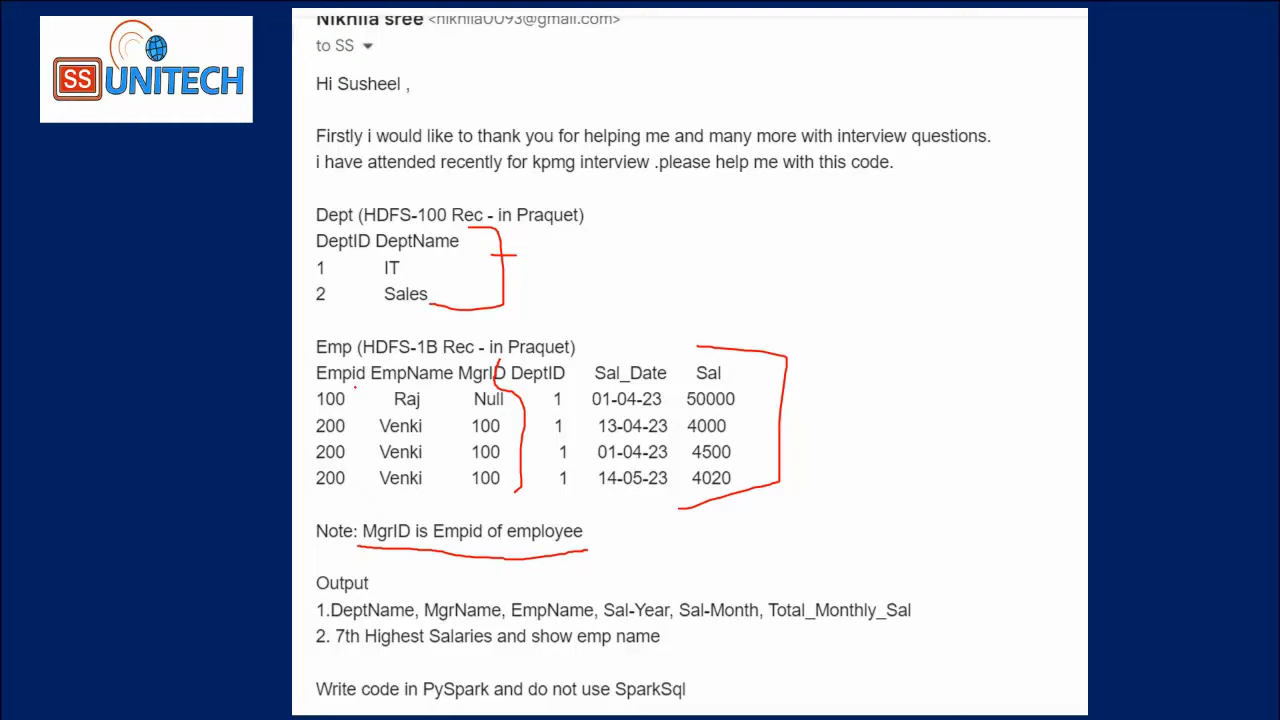 SS UNITECH
Nikhila sree <nikhila0093@gmail.com>
to SS
Hi Susheel ,
Firstly i would like to thank you for helping me and many more with interview questions.
i have attended recently for kpmg interview .please help me with this code.
Dept (HDFS-100 Rec - in Praquet)
DeptID DeptName
1 IT
2 Sales
Emp (HDFS-1B Rec - in Praquet)
Empid EmpName MgrID DeptID Sal_Date Sal
100 Raj Null 1 01-04-23 50000
200 Venki 100 1 13-04-23 4000
200 Venki 100 1 01-04-23 4500
200 Venki 100 1 14-05-23 4020
Note: MgrID is Empid of employee
Output
1.DeptName, MgrName, EmpName, Sal-Year, Sal-Month, Total_Monthly_Sal
2. 7th Highest Salaries and show emp name
Write code in PySpark and do not use SparkSql